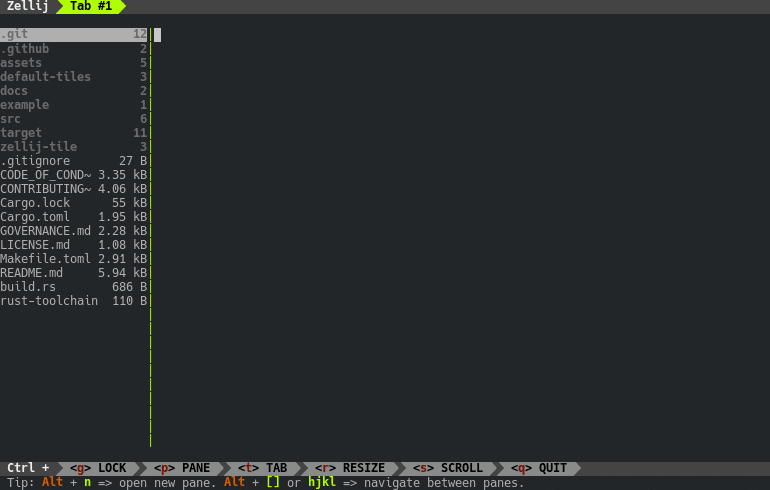 Zellij Tab #1
.git 12
.github 2
assets 5
default-tiles 3
docs 2
example 1
src 6
target 11
zellij-tile 3
.gitignore 27 B
CODE_OF_COND~ 3.35 kB
CONTRIBUTING~ 4.06 kB
Cargo.lock 55 kB
Cargo.toml 1.95 kB
GOVERNANCE.md 2.28 kB
LICENSE.md 1.08 kB
Makefile.toml 2.91 kB
README.md 5.94 kB
build.rs 686 B
rust-toolchain 110 B
Ctrl + <g> LOCK <p> PANE <t> TAB <r> RESIZE <s> SCROLL <q> QUIT
Tip: Alt + n => open new pane. Alt + [] or hjkl => navigate between panes.